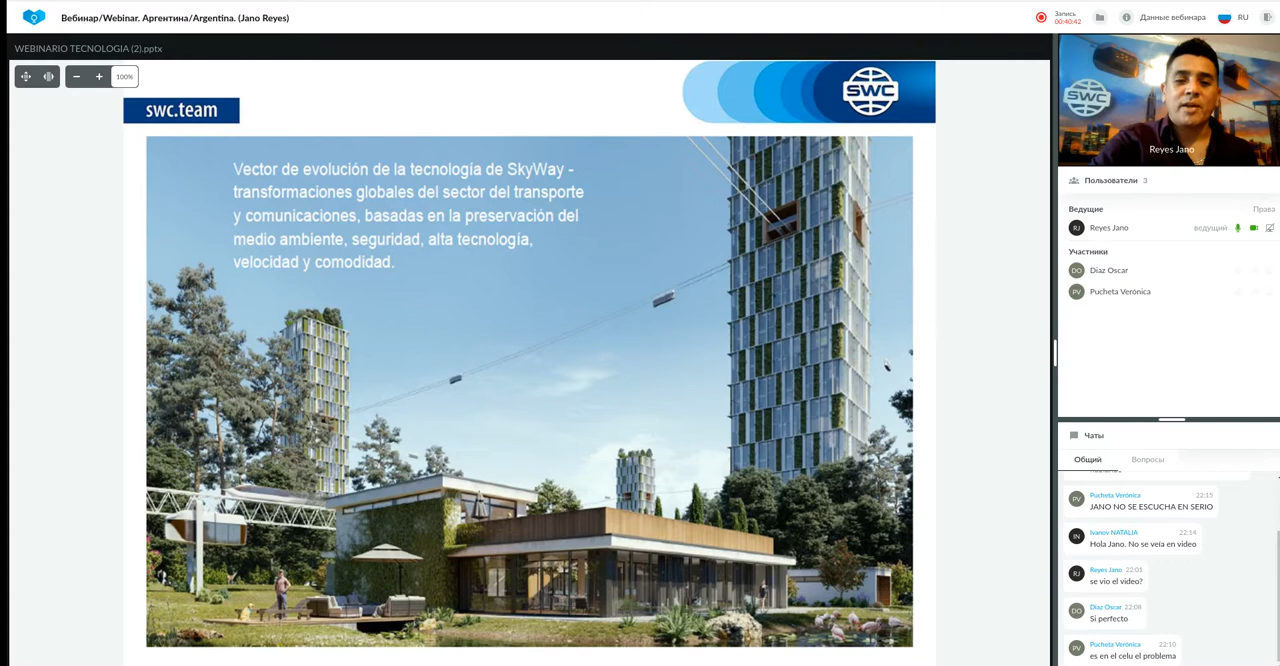 Вебинар/Webinar. Аргентина/Argentina. (Jano Reyes)
Запись
00:40:42
Данные вебинара
RU
WEBINARIO TECNOLOGIA (2).pptx
100%
swc.team
SWC
Vector de evolución de la tecnología de SkyWay -
transformaciones globales del sector del transporte
y comunicaciones, basadas en la preservación del
medio ambiente, seguridad, alta tecnología,
velocidad y comodidad.
SWC
Reyes Jano
Пользователи 3
Ведущие
Права
RJ
Reyes Jano
ведущий
Участники
DO
Diaz Oscar
PV
Pucheta Verónica
Чаты
Общий
Вопросы
PV
Pucheta Verónica 22:15
JANO NO SE ESCUCHA EN SERIO
IN
Ivanov NATALIA 22:14
Hola Jano. No se veía en video
RJ
Reyes Jano 22:01
se vio el video?
DO
Diaz Oscar 22:08
Si perfecto
PV
Pucheta Verónica 22:10
es en el celu el problema